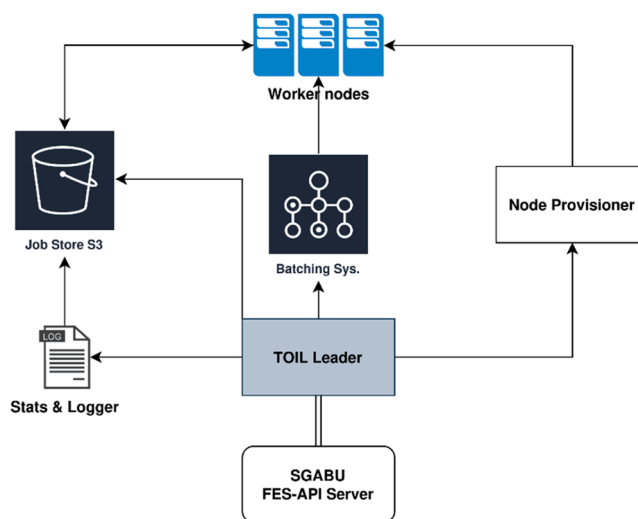 Worker nodes
Job Store S3
Batching Sys.
Node Provisioner
LOG
Stats & Logger
TOIL Leader
SGABU
FES-API Server